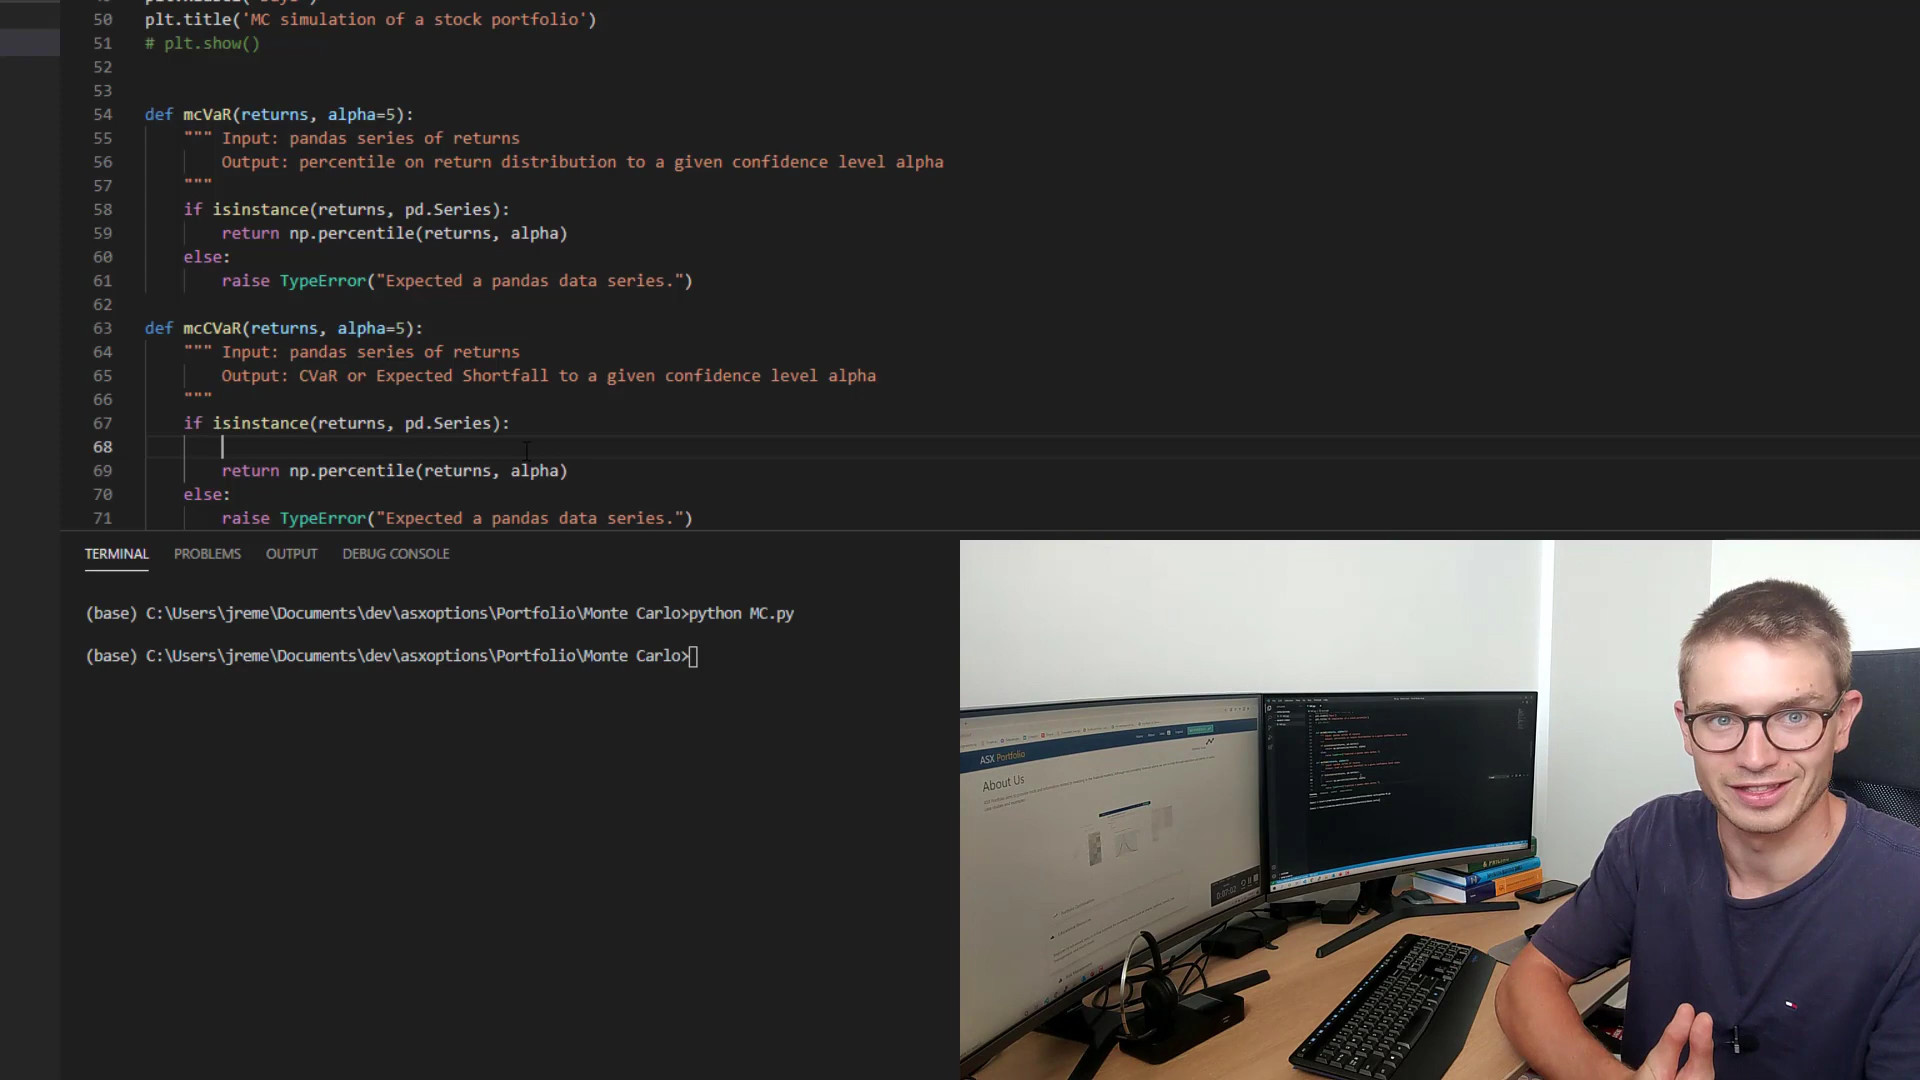 50 plt.title('MC simulation of a stock portfolio')
51 # plt.show()
52
53
54 def mcVaR(returns, alpha=5):
55 """ Input: pandas series of returns
56 Output: percentile on return distribution to a given confidence level alpha
57 """
58 if isinstance(returns, pd.Series):
59 return np.percentile(returns, alpha)
60 else:
61 raise TypeError("Expected a pandas data series.")
62
63 def mcCVaR(returns, alpha=5):
64 """ Input: pandas series of returns
65 Output: CVaR or Expected Shortfall to a given confidence level alpha
66 """
67 if isinstance(returns, pd.Series):
68
69 return np.percentile(returns, alpha)
70 else:
71 raise TypeError("Expected a pandas data series.")
TERMINAL PROBLEMS OUTPUT DEBUG CONSOLE
(base) C:\Users\jreme\Documents\dev\asxoptions\Portfolio\Monte Carlo>python MC.py
(base) C:\Users\jreme\Documents\dev\asxoptions\Portfolio\Monte Carlo>
ASX Portfolio
About Us
0:07:02